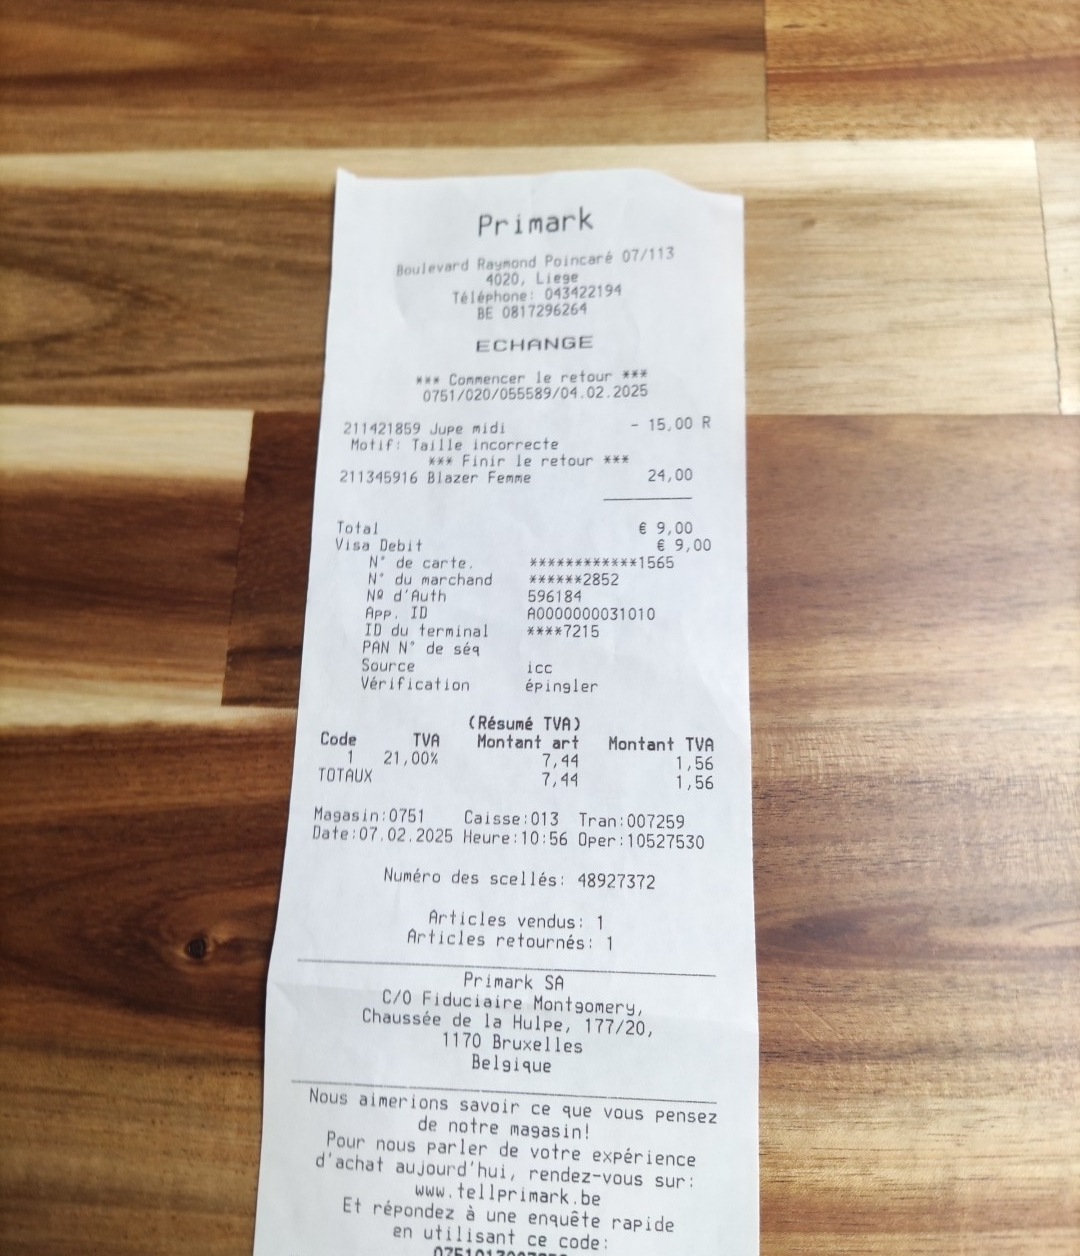 Primark
Boulevard Raymond Poincaré 07/113
4020, Liege
Téléphone: 043422194
BE 0817296264
ECHANGE
*** Commencer le retour ***
0751/020/055589/04.02.2025
211421859 Jupe midi - 15,00 R
Motif: Taille incorrecte
*** Finir le retour ***
211345916 Blazer Femme 24,00
Total € 9,00
Visa Debit € 9,00
N° de carte. ************1565
N° du marchand ******2852
Nº d'Auth 596184
App. ID A0000000031010
ID du terminal ****7215
PAN N° de séq
Source icc
Vérification épingler
(Résumé TVA)
Code TVA Montant art Montant TVA
1 21,00% 7,44 1,56
TOTAUX 7,44 1,56
Magasin:0751 Caisse:013 Tran:007259
Date:07.02.2025 Heure:10:56 Oper:10527530
Numéro des scellés: 48927372
Articles vendus: 1
Articles retournés: 1
Primark SA
C/O Fiduciaire Montgomery,
Chaussée de la Hulpe, 177/20,
1170 Bruxelles
Belgique
Nous aimerions savoir ce que vous pensez
de notre magasin!
Pour nous parler de votre expérience
d'achat aujourd'hui, rendez-vous sur:
www.tellprimark.be
Et répondez à une enquête rapide
en utilisant ce code: